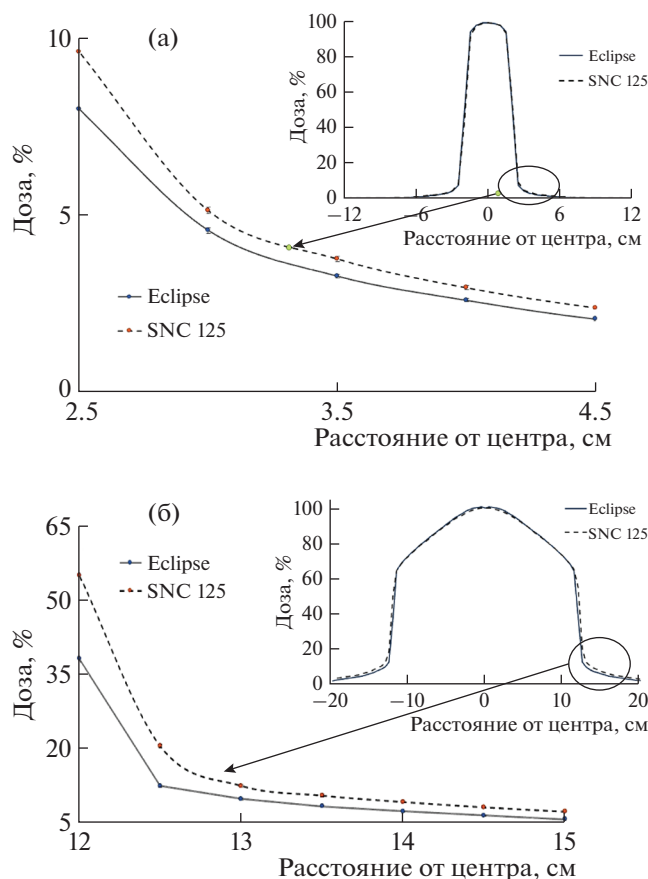 (а)
10
5
0
2.5
3.5
4.5
Доза, %
Расстояние от центра, см
Eclipse
SNC 125
100
80
60
40
20
0
−12
−6
0
6
12
Доза, %
Расстояние от центра, см
Eclipse
SNC 125
(б)
65
50
35
20
5
12
13
14
15
Доза, %
Расстояние от центра, см
Eclipse
SNC 125
100
80
60
40
20
0
−20
−10
0
10
20
Доза, %
Расстояние от центра, см
Eclipse
SNC 125